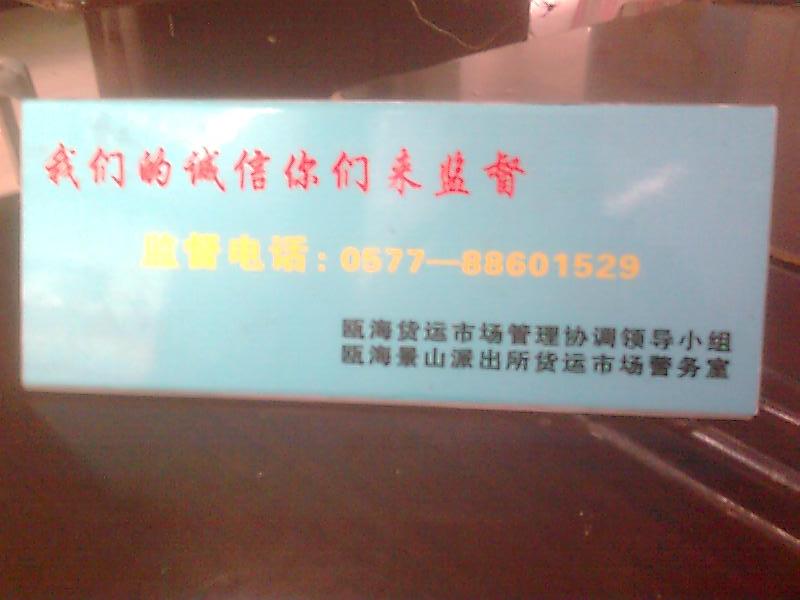 我们的诚信你们来监督
监督电话:0577—88601529
瓯海货运市场管理协调领导小组
瓯海景山派出所货运市场警务室